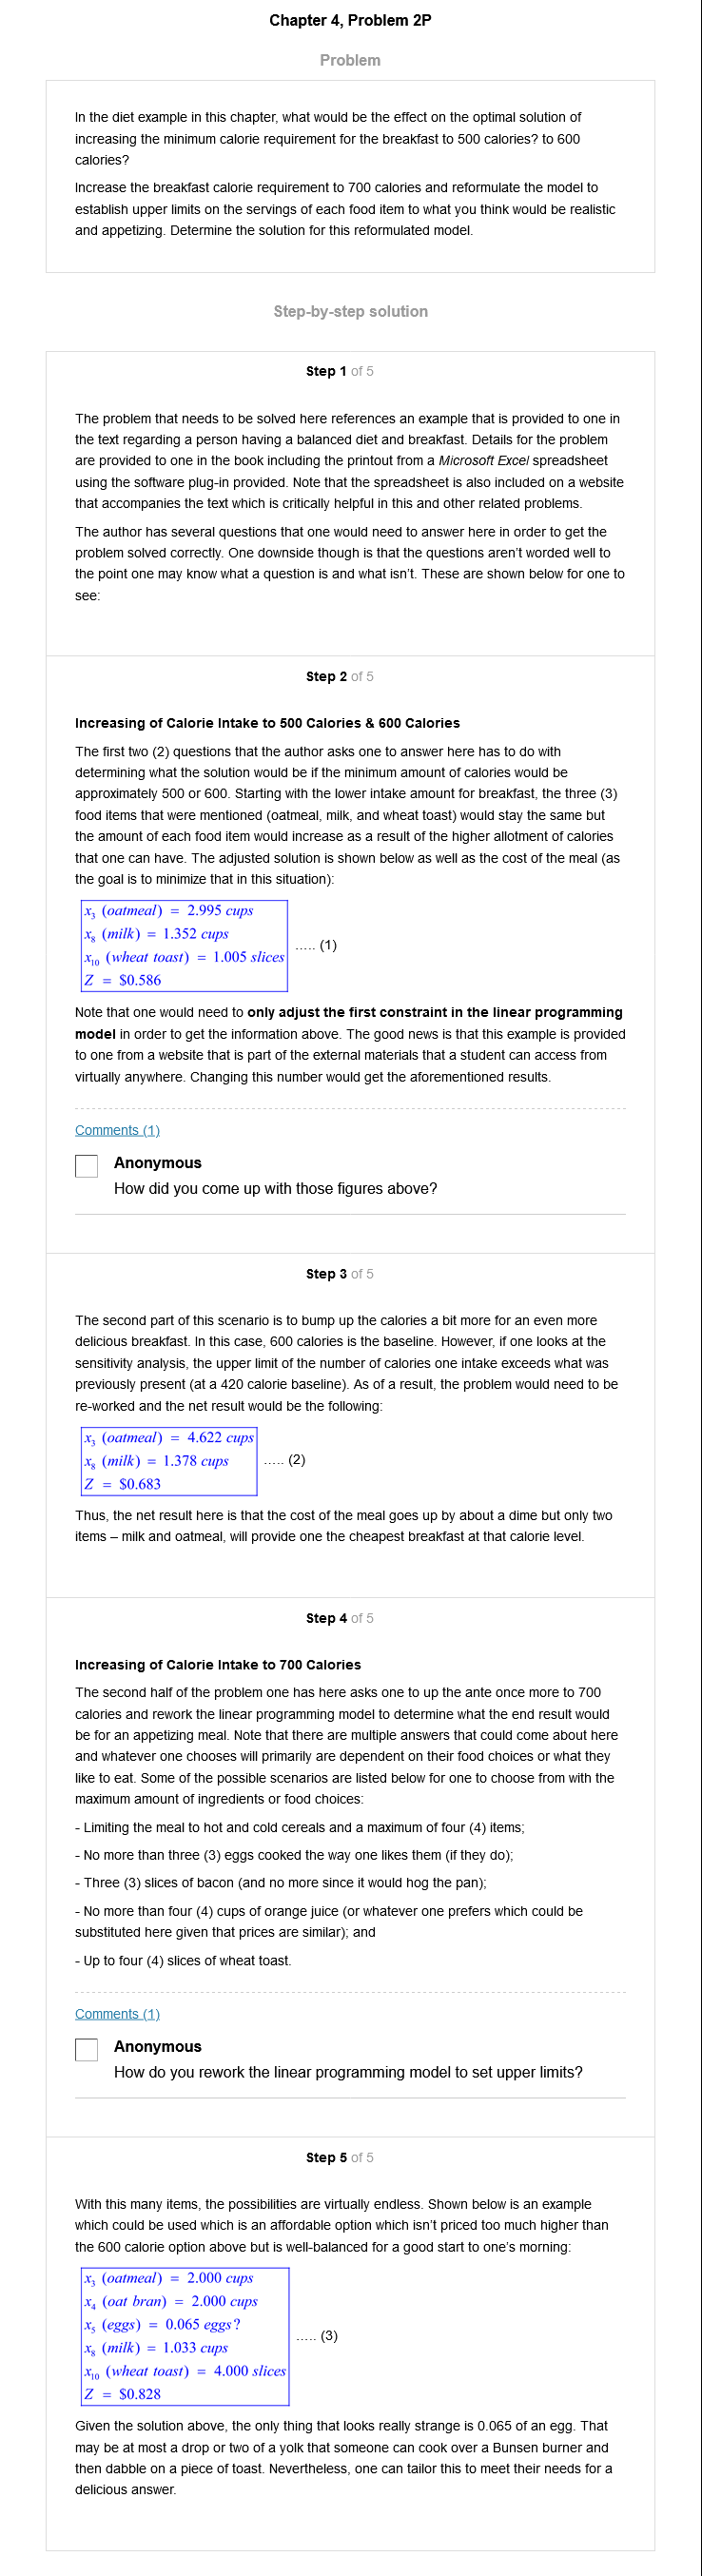 Chapter 4, Problem 2P
Problem
In the diet example in this chapter, what would be the effect on the optimal solution of
increasing the minimum calorie requirement for the breakfast to 500 calories? to 600
calories?
Increase the breakfast calorie requirement to 700 calories and reformulate the model to
establish upper limits on the servings of each food item to what you think would be realistic
and appetizing. Determine the solution for this reformulated model.
Step-by-step solution
Step 1 of 5
The problem that needs to be solved here references an example that is provided to one in
the text regarding a person having a balanced diet and breakfast. Details for the problem
are provided to one in the book including the printout from a Microsoft Excel spreadsheet
using the software plug-in provided. Note that the spreadsheet is also included on a website
that accompanies the text which is critically helpful in this and other related problems.
The author has several questions that one would need to answer here in order to get the
problem solved correctly. One downside though is that the questions aren't worded well to
the point one may know what a question is and what isn't. These are shown below for one to
see:
Step 2 of 5
Increasing of Calorie Intake to 500 Calories & 600 Calories
The first two (2) questions that the author asks one to answer here has to do with
determining what the solution would be if the minimum amount of calories would be
approximately 500 or 600. Starting with the lower intake amount for breakfast, the three (3)
food items that were mentioned (oatmeal, milk, and wheat toast) would stay the same but
the amount of each food item would increase as a result of the higher allotment of calories
that one can have. The adjusted solution is shown below as well as the cost of the meal (as
the goal is to minimize that in this situation):
x₃ (oatmeal) = 2.995 cups
x₈ (milk) = 1.352 cups
x₁₀ (wheat toast) = 1.005 slices
Z = $0.586
..... (1)
Note that one would need to only adjust the first constraint in the linear programming
model in order to get the information above. The good news is that this example is provided
to one from a website that is part of the external materials that a student can access from
virtually anywhere. Changing this number would get the aforementioned results.
Comments (1)
Anonymous
How did you come up with those figures above?
Step 3 of 5
The second part of this scenario is to bump up the calories a bit more for an even more
delicious breakfast. In this case, 600 calories is the baseline. However, if one looks at the
sensitivity analysis, the upper limit of the number of calories one intake exceeds what was
previously present (at a 420 calorie baseline). As of a result, the problem would need to be
re-worked and the net result would be the following:
x₃ (oatmeal) = 4.622 cups
x₈ (milk) = 1.378 cups
Z = $0.683
..... (2)
Thus, the net result here is that the cost of the meal goes up by about a dime but only two
items – milk and oatmeal, will provide one the cheapest breakfast at that calorie level.
Step 4 of 5
Increasing of Calorie Intake to 700 Calories
The second half of the problem one has here asks one to up the ante once more to 700
calories and rework the linear programming model to determine what the end result would
be for an appetizing meal. Note that there are multiple answers that could come about here
and whatever one chooses will primarily are dependent on their food choices or what they
like to eat. Some of the possible scenarios are listed below for one to choose from with the
maximum amount of ingredients or food choices:
- Limiting the meal to hot and cold cereals and a maximum of four (4) items;
- No more than three (3) eggs cooked the way one likes them (if they do);
- Three (3) slices of bacon (and no more since it would hog the pan);
- No more than four (4) cups of orange juice (or whatever one prefers which could be
substituted here given that prices are similar); and
- Up to four (4) slices of wheat toast.
Comments (1)
Anonymous
How do you rework the linear programming model to set upper limits?
Step 5 of 5
With this many items, the possibilities are virtually endless. Shown below is an example
which could be used which is an affordable option which isn't priced too much higher than
the 600 calorie option above but is well-balanced for a good start to one's morning:
x₃ (oatmeal) = 2.000 cups
x₄ (oat bran) = 2.000 cups
x₅ (eggs) = 0.065 eggs?
x₈ (milk) = 1.033 cups
x₁₀ (wheat toast) = 4.000 slices
Z = $0.828
..... (3)
Given the solution above, the only thing that looks really strange is 0.065 of an egg. That
may be at most a drop or two of a yolk that someone can cook over a Bunsen burner and
then dabble on a piece of toast. Nevertheless, one can tailor this to meet their needs for a
delicious answer.